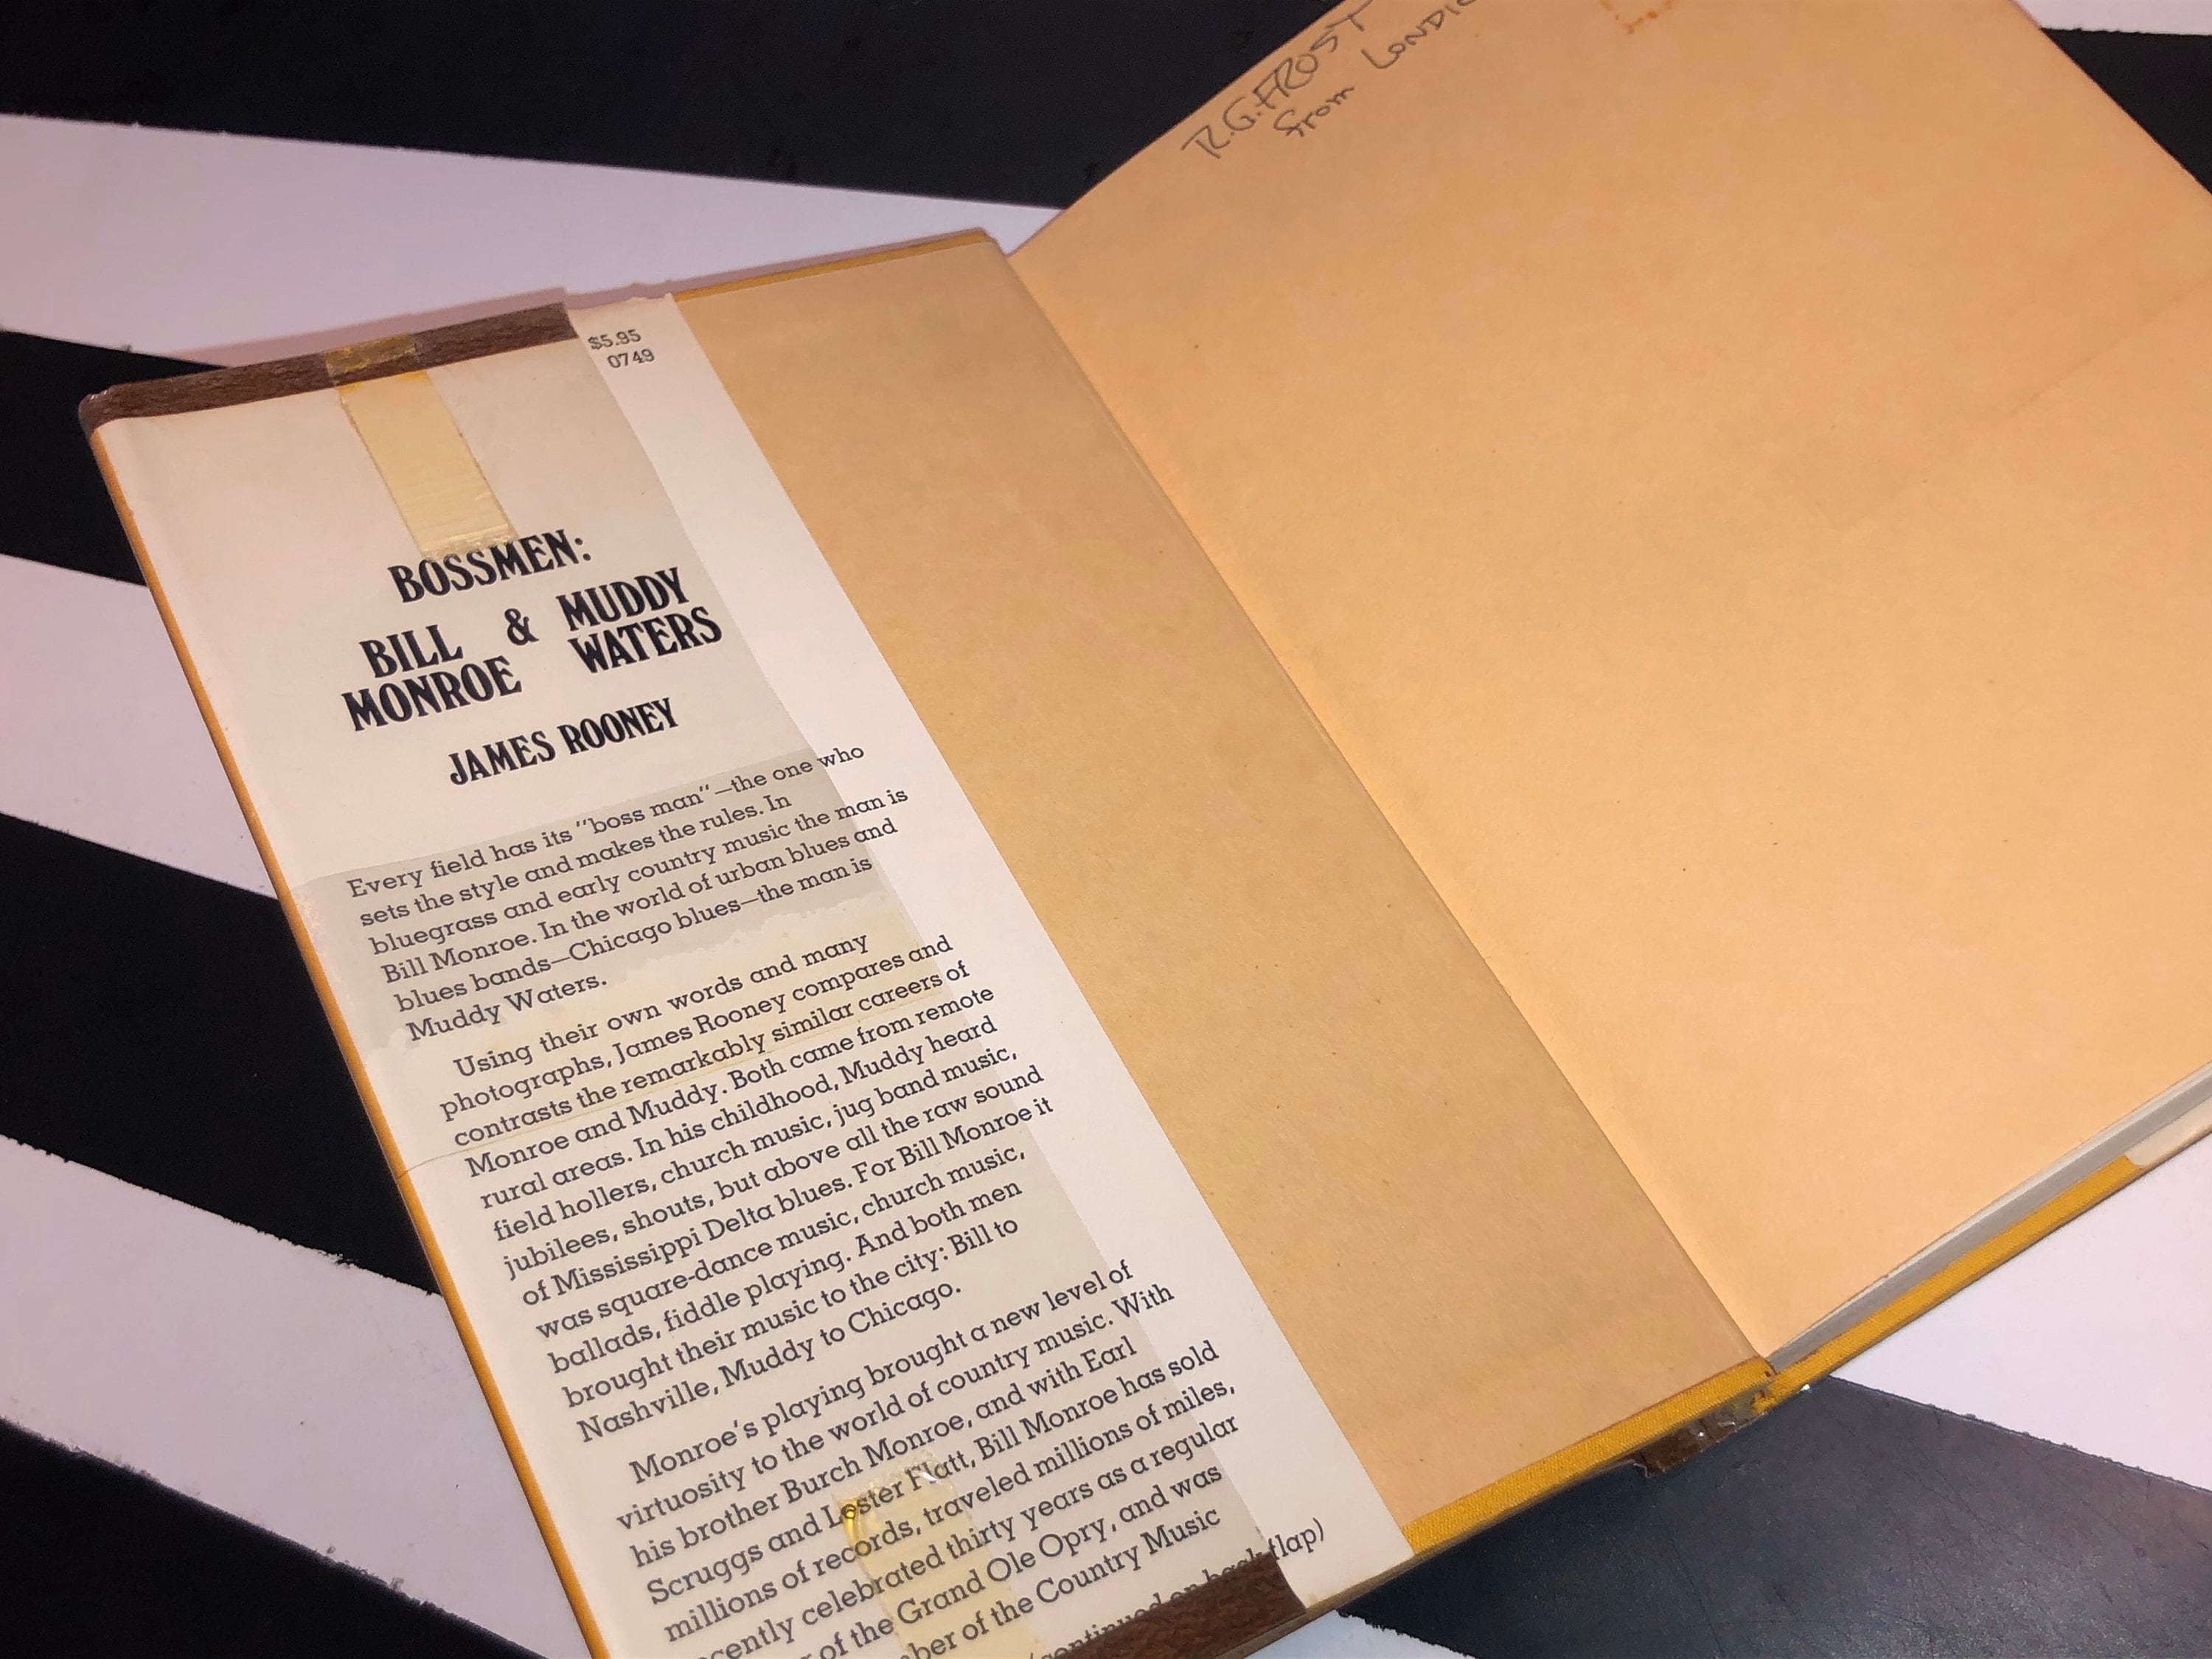 $5.95
0749
BOSSMEN:
BILL & MUDDY
MONROE WATERS
JAMES ROONEY
Every field has its "boss man"—the one who
sets the style and makes the rules. In
bluegrass and early country music the man is
Bill Monroe. In the world of urban blues and
blues bands—Chicago blues—the man is
Muddy Waters.
Using their own words and many
photographs, James Rooney compares and
contrasts the remarkably similar careers of
Monroe and Muddy. Both came from remote
rural areas. In his childhood, Muddy heard
field hollers, church music, jug band music,
jubilees, shouts, but above all the raw sound
of Mississippi Delta blues. For Bill Monroe it
was square-dance music, church music,
ballads, fiddle playing. And both men
brought their music to the city: Bill to
Nashville, Muddy to Chicago.
Monroe's playing brought a new level of
virtuosity to the world of country music. With
his brother Burch Monroe, and with Earl
Scruggs and Lester Flatt, Bill Monroe has sold
millions of records, traveled millions of miles,
cently celebrated thirty years as a regular
of the Grand Ole Opry, and was
ber of the Country Music
(continued on back flap)
R.G. FROST
from